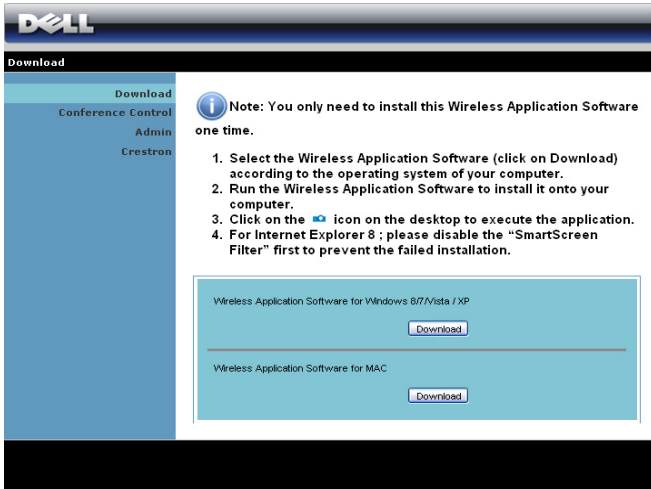 DELL
Download
Download
Conference Control
Admin
Crestron
Note: You only need to install this Wireless Application Software
one time.
1. Select the Wireless Application Software (click on Download)
according to the operating system of your computer.
2. Run the Wireless Application Software to install it onto your
computer.
3. Click on the icon on the desktop to execute the application.
4. For Internet Explorer 8 ; please disable the “SmartScreen
Filter” first to prevent the failed installation.
Wireless Application Software for Windows 8/7/Vista / XP
Download
Wireless Application Software for MAC
Download